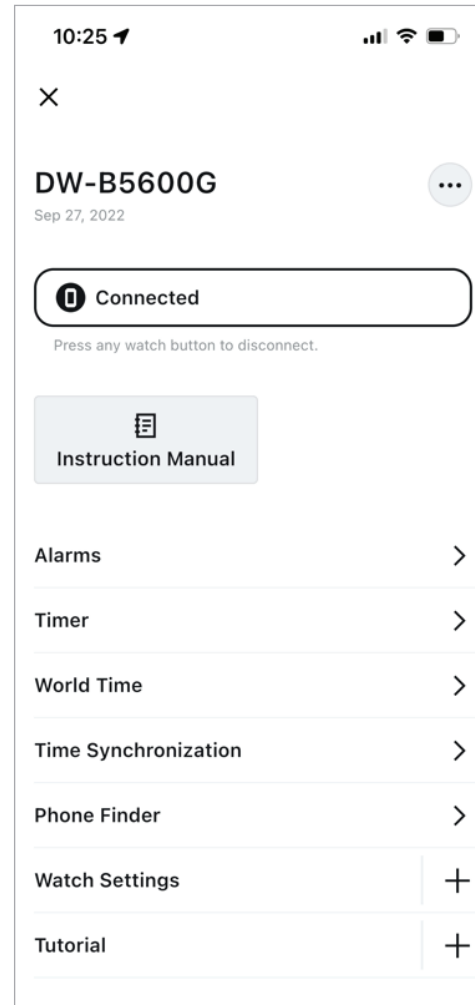 10:25
DW-B5600G
Sep 27, 2022
Connected
Press any watch button to disconnect.
Instruction Manual
Alarms
Timer
World Time
Time Synchronization
Phone Finder
Watch Settings
Tutorial